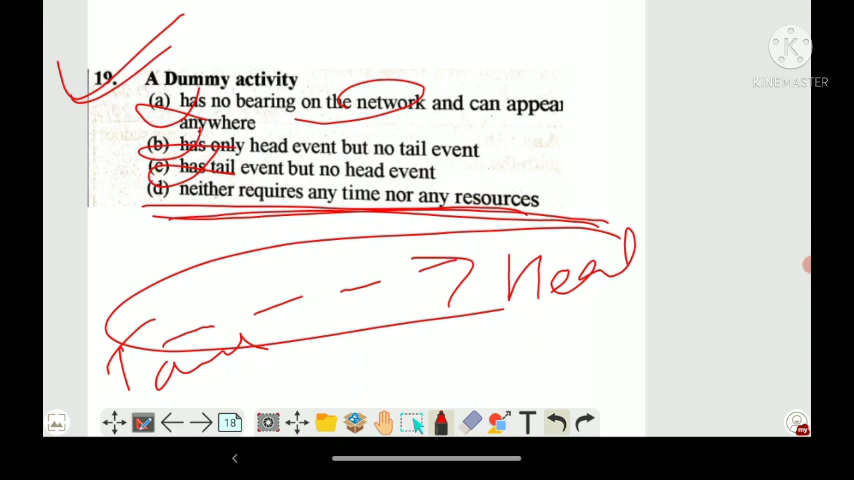 19. A Dummy activity
(a) has no bearing on the network and can appear
anywhere
(b) has only head event but no tail event
(c) has tail event but no head event
(d) neither requires any time nor any resources
Head
Tail
KINEMASTER
18
T
my